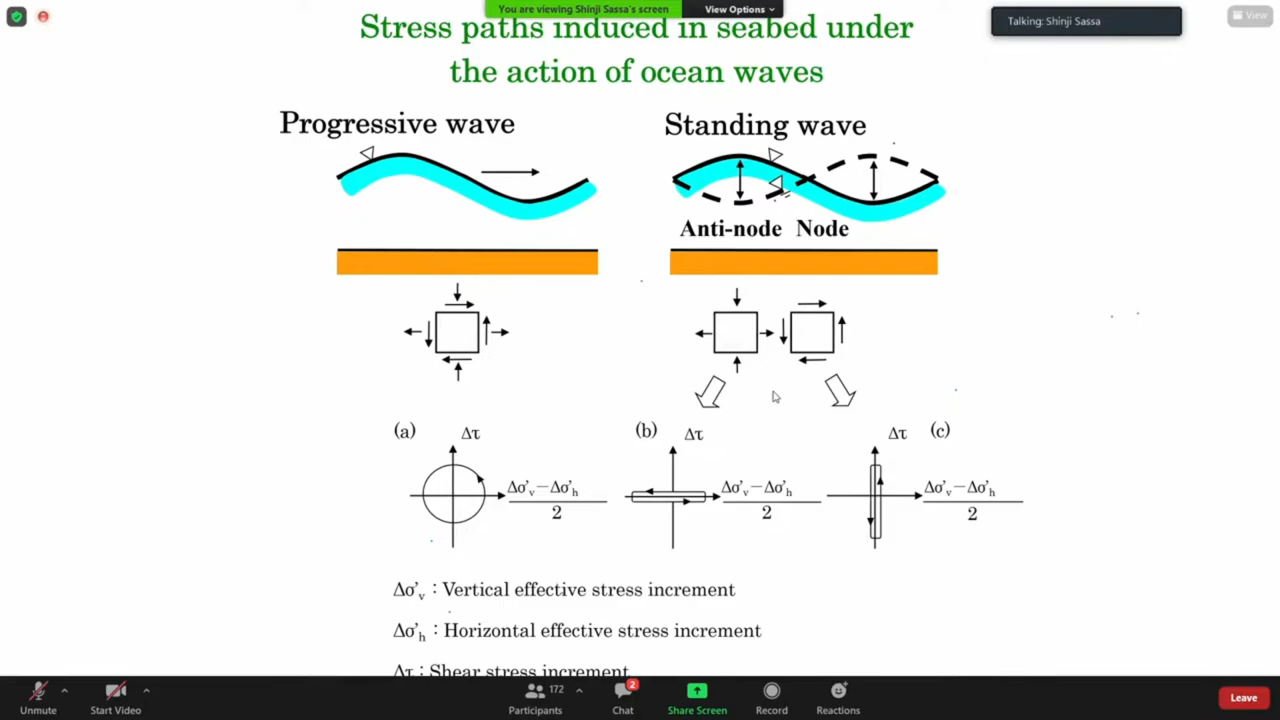 You are viewing Shinji Sassa's screen
View Options
Talking: Shinji Sassa
View
Stress paths induced in seabed under
the action of ocean waves
Progressive wave
Standing wave
Anti-node Node
(a)
Δτ
(b)
Δτ
Δτ
(c)
Δσ'v−Δσ'h
2
Δσ'v−Δσ'h
2
Δσ'v−Δσ'h
2
Δσ'v : Vertical effective stress increment
Δσ'h : Horizontal effective stress increment
Δτ : Shear stress increment
Unmute
Start Video
172
Participants
2
Chat
Share Screen
Record
Reactions
Leave